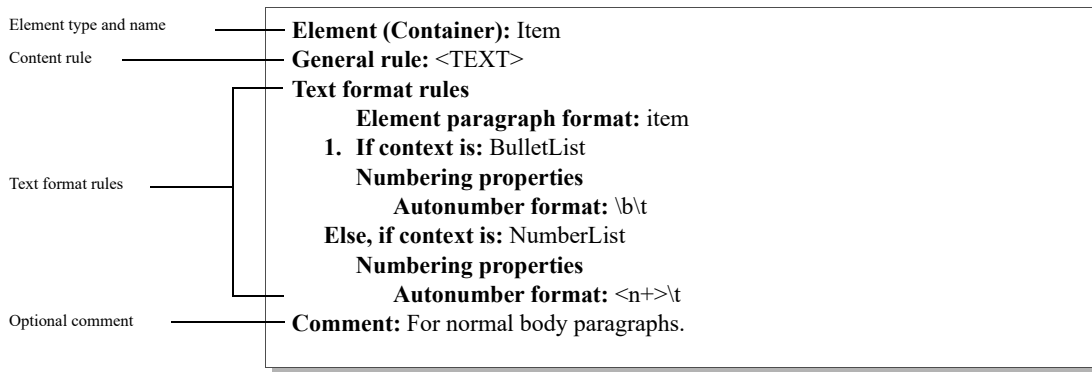 Element type and name
Element (Container): Item
Content rule
General rule: <TEXT>
Text format rules
Element paragraph format: item
1. If context is: BulletList
Text format rules
Numbering properties
Autonumber format: \b\t
Else, if context is: NumberList
Numbering properties
Autonumber format: <n+>\t
Optional comment
Comment: For normal body paragraphs.